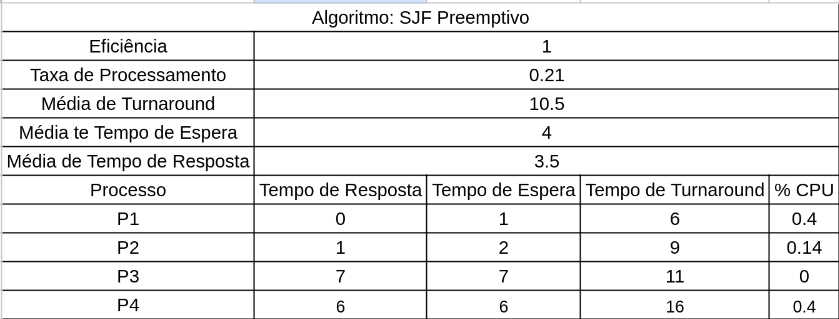 Algoritmo: SJF Preemptivo
Eficiência 1
Taxa de Processamento 0.21
Média de Turnaround 10.5
Média te Tempo de Espera 4
Média de Tempo de Resposta 3.5
Processo Tempo de Resposta Tempo de Espera Tempo de Turnaround % CPU
P1 0 1 6 0.4
P2 1 2 9 0.14
P3 7 7 11 0
P4 6 6 16 0.4